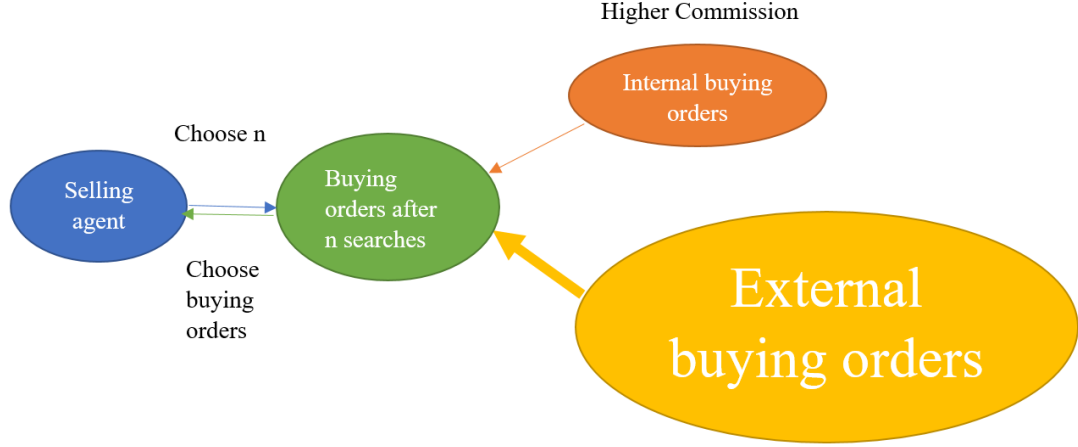 Higher Commission
Internal buying
orders
Choose n
Selling
agent
Buying
orders after
n searches
Choose
buying
orders
External
buying orders